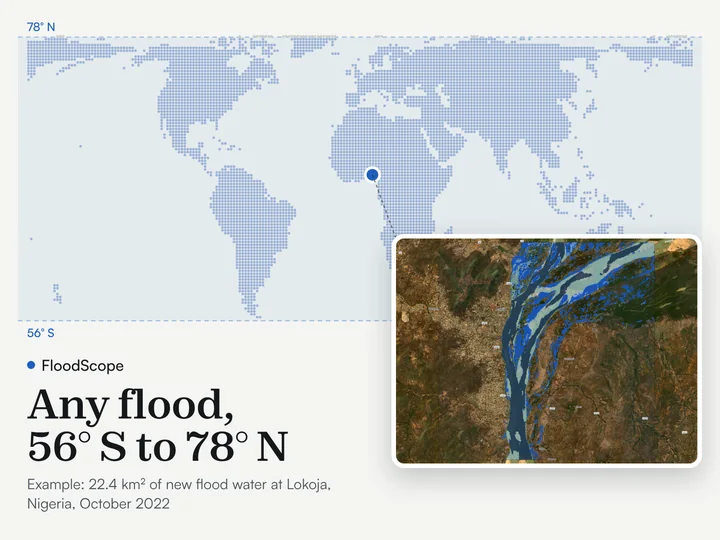 78° N
56° S
FloodScope
Any flood,
56° S to 78° N
Example: 22.4 km² of new flood water at Lokoja,
Nigeria, October 2022